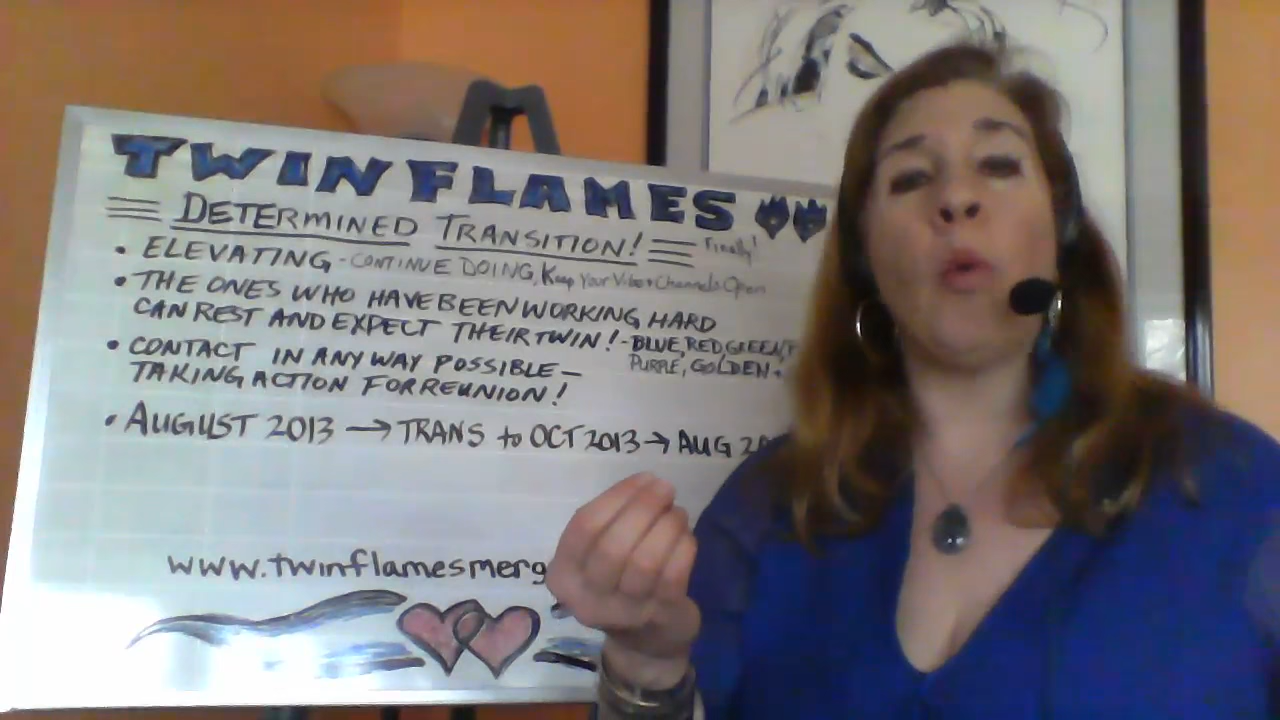 TWIN FLAMES
DETERMINED TRANSITION! Finally!
• ELEVATING - CONTINUE DOING, Keep Your Vibe + Channels Open
• THE ONES WHO HAVE BEEN WORKING HARD
CAN REST AND EXPECT THEIR TWIN! - BLUE, RED, GREEN,
PURPLE, GOLDEN +
• CONTACT IN ANY WAY POSSIBLE -
TAKING ACTION FOR REUNION!
• AUGUST 2013 → TRANS to OCT 2013 → AUG
www.twinflamesmerg